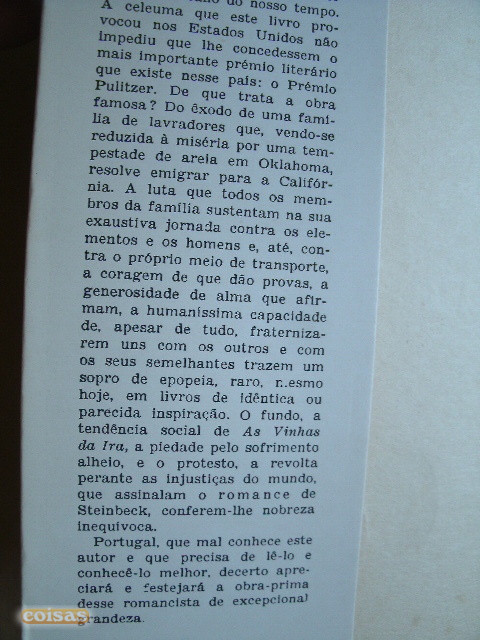 do nosso tempo.
A celeuma que este livro pro-
vocou nos Estados Unidos não
impediu que lhe concedessem o
mais importante prémio literário
que existe nesse país: o Prémio
Pulitzer. De que trata a obra
famosa? Do êxodo de uma famí-
lia de lavradores que, vendo-se
reduzida à miséria por uma tem-
pestade de areia em Oklahoma,
resolve emigrar para a Califór-
nia. A luta que todos os mem-
bros da família sustentam na sua
exaustiva jornada contra os ele-
mentos e os homens e, até, con-
tra o próprio meio de transporte,
a coragem de que dão provas, a
generosidade de alma que afir-
mam, a humaníssima capacidade
de, apesar de tudo, fraterniza-
rem uns com os outros e com
os seus semelhantes trazem um
sopro de epopeia, raro, mesmo
hoje, em livros de idêntica ou
parecida inspiração. O fundo, a
tendência social de As Vinhas
da Ira, a piedade pelo sofrimento
alheio, e o protesto, a revolta
perante as injustiças do mundo,
que assinalam o romance de
Steinbeck, conferem-lhe nobreza
inequívoca.
Portugal, que mal conhece este
autor e que precisa de lê-lo e
conhecê-lo melhor, decerto apre-
ciará e festejará a obra-prima
desse romancista de excepcional
grandeza.
coisas